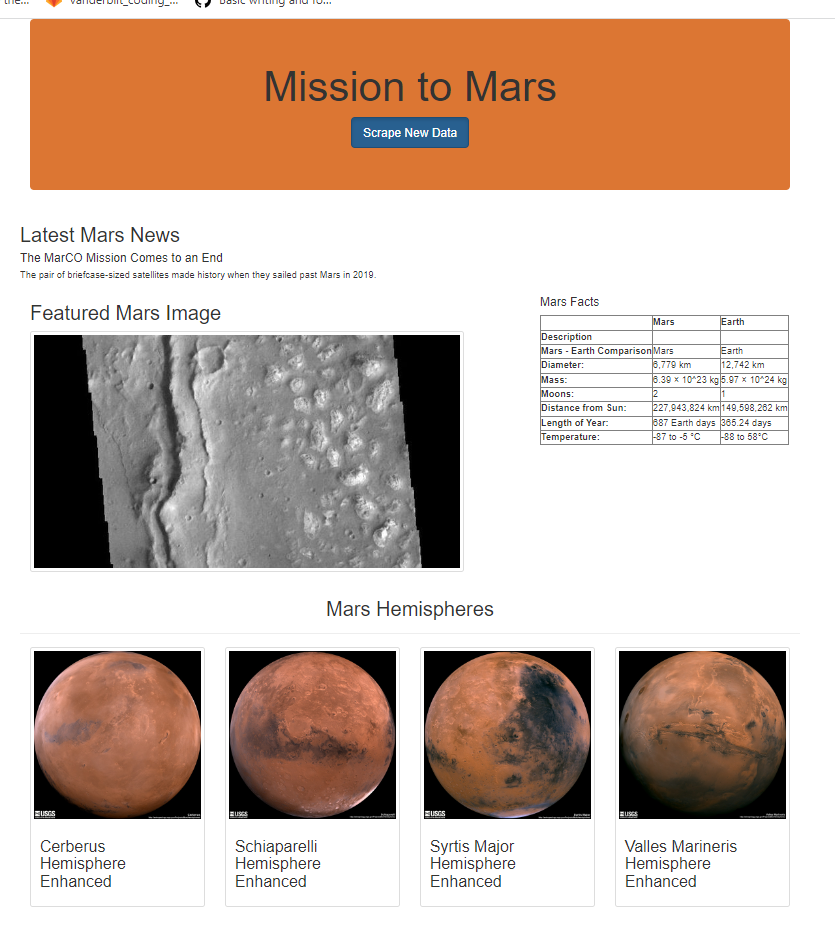 the...
vanderbilt_coding_...
Basic writing and fo...
Mission to Mars
Scrape New Data
Latest Mars News
The MarCO Mission Comes to an End
The pair of briefcase-sized satellites made history when they sailed past Mars in 2019.
Featured Mars Image
Mars Facts
Mars Earth
Description
Mars - Earth Comparison Mars Earth
Diameter: 6,779 km 12,742 km
Mass: 6.39 × 10^23 kg 5.97 × 10^24 kg
Moons: 2 1
Distance from Sun: 227,943,824 km 149,598,262 km
Length of Year: 687 Earth days 365.24 days
Temperature: -87 to -5 °C -88 to 58°C
Mars Hemispheres
USGS
USGS
USGS
USGS
Cerberus
Hemisphere
Enhanced
Schiaparelli
Hemisphere
Enhanced
Syrtis Major
Hemisphere
Enhanced
Valles Marineris
Hemisphere
Enhanced